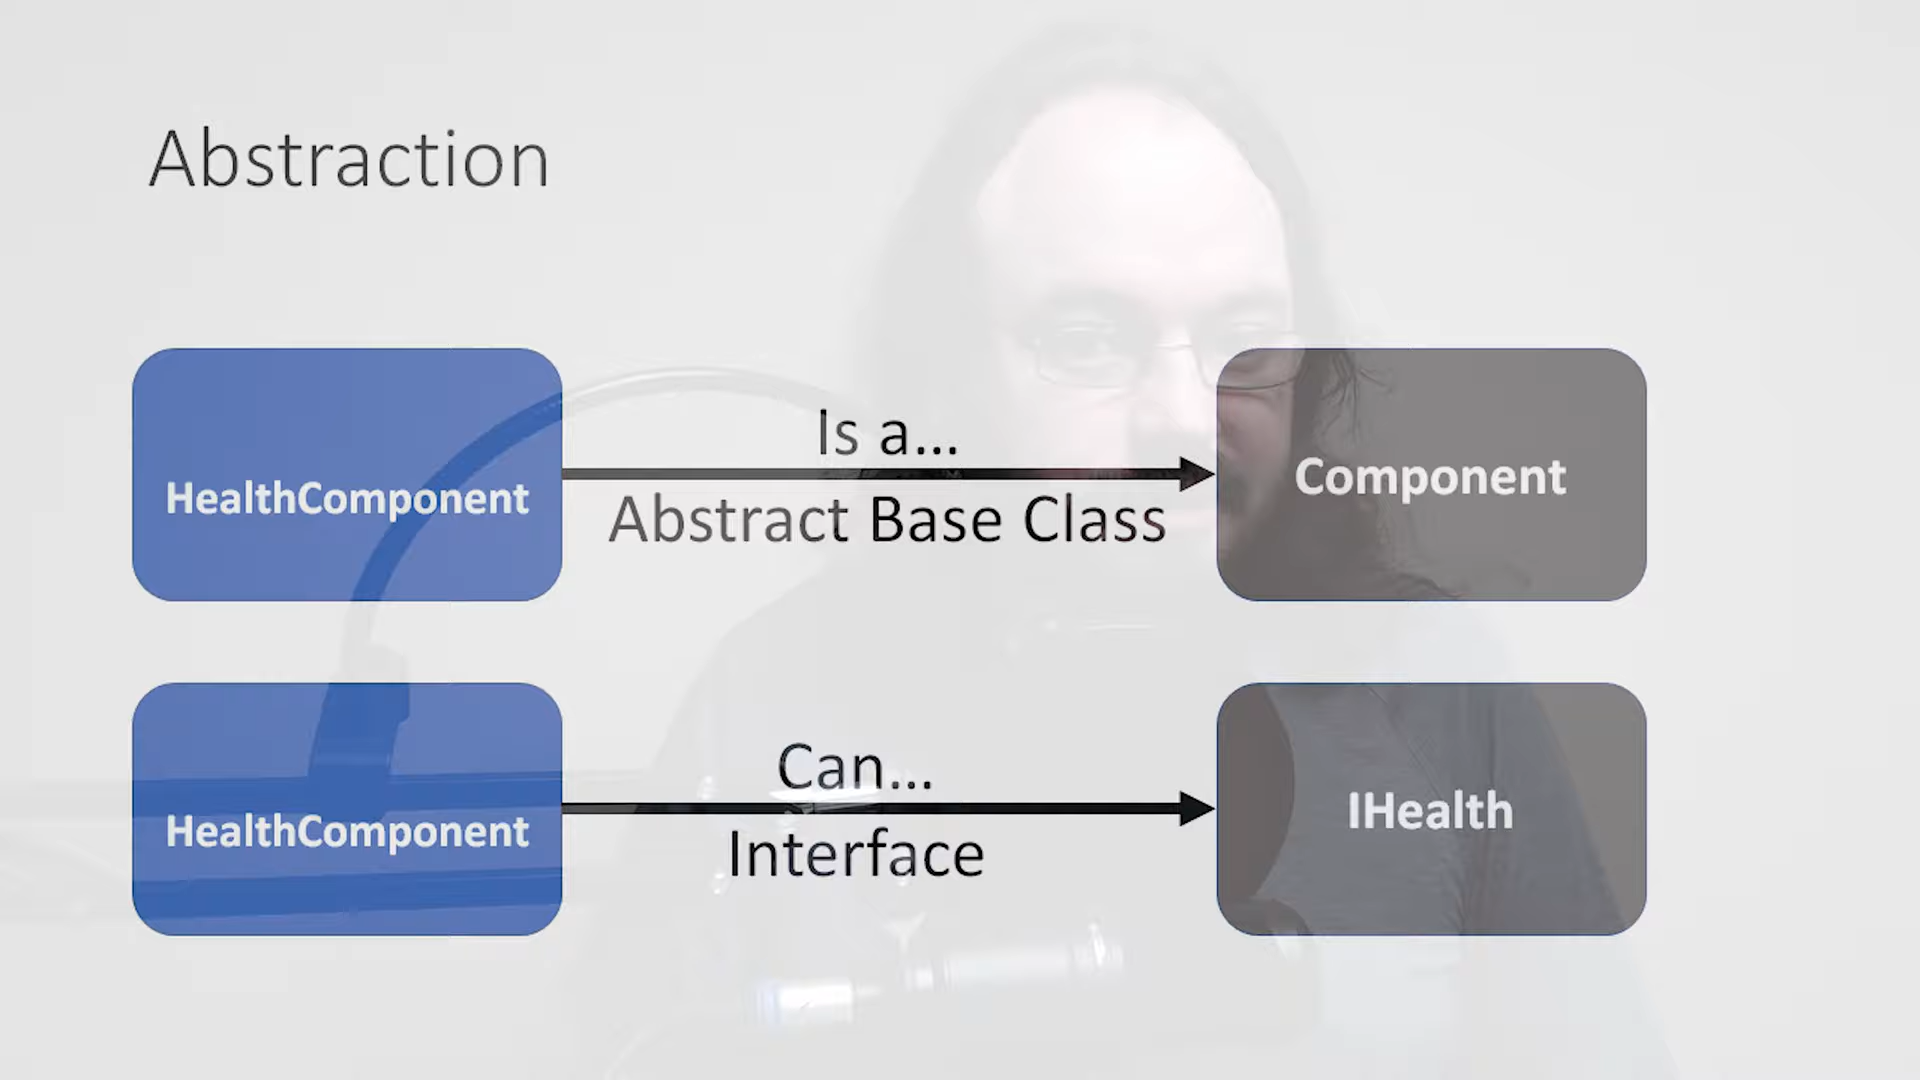 Abstraction
HealthComponent
Is a...
Abstract Base Class
Component
HealthComponent
Can...
Interface
IHealth